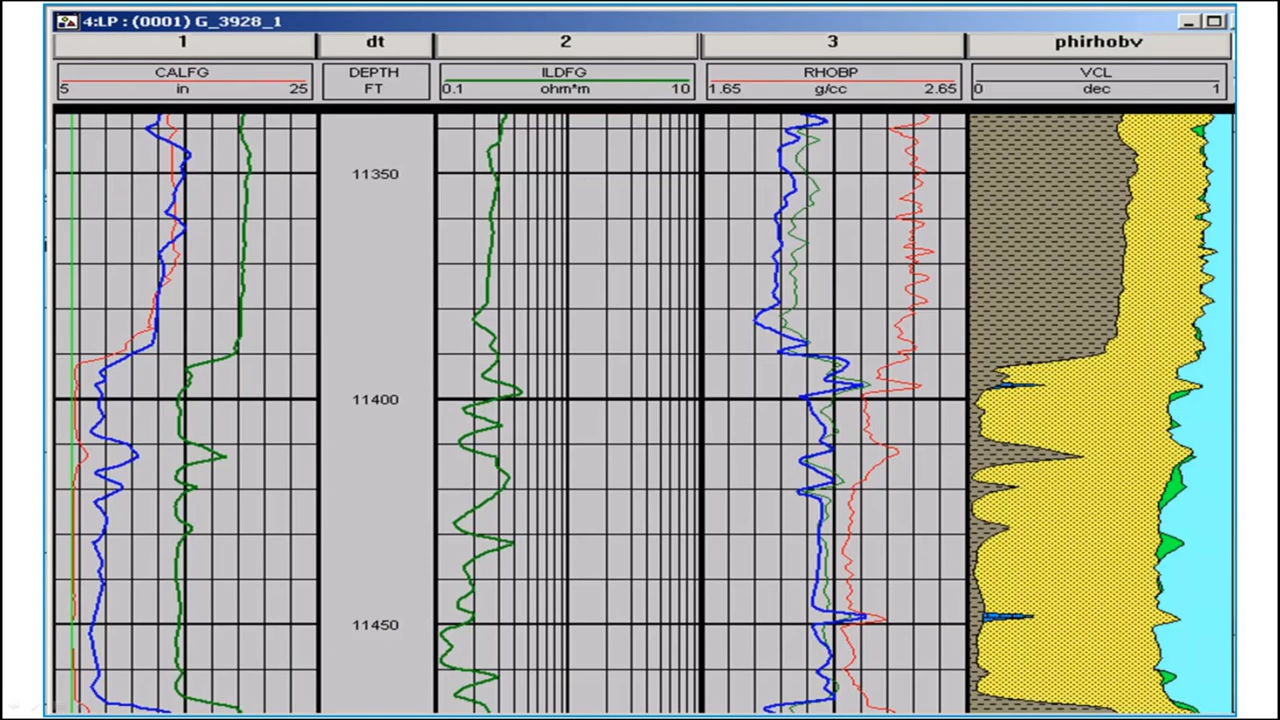 4:LP : (0001) G_3928_1
1 dt 2 3 phirhobv
CALFG DEPTH ILDFG RHOBP VCL
5 in 25 FT 0.1 ohm*m 10 1.65 g/cc 2.65 0 dec 1
11350
11400
11450